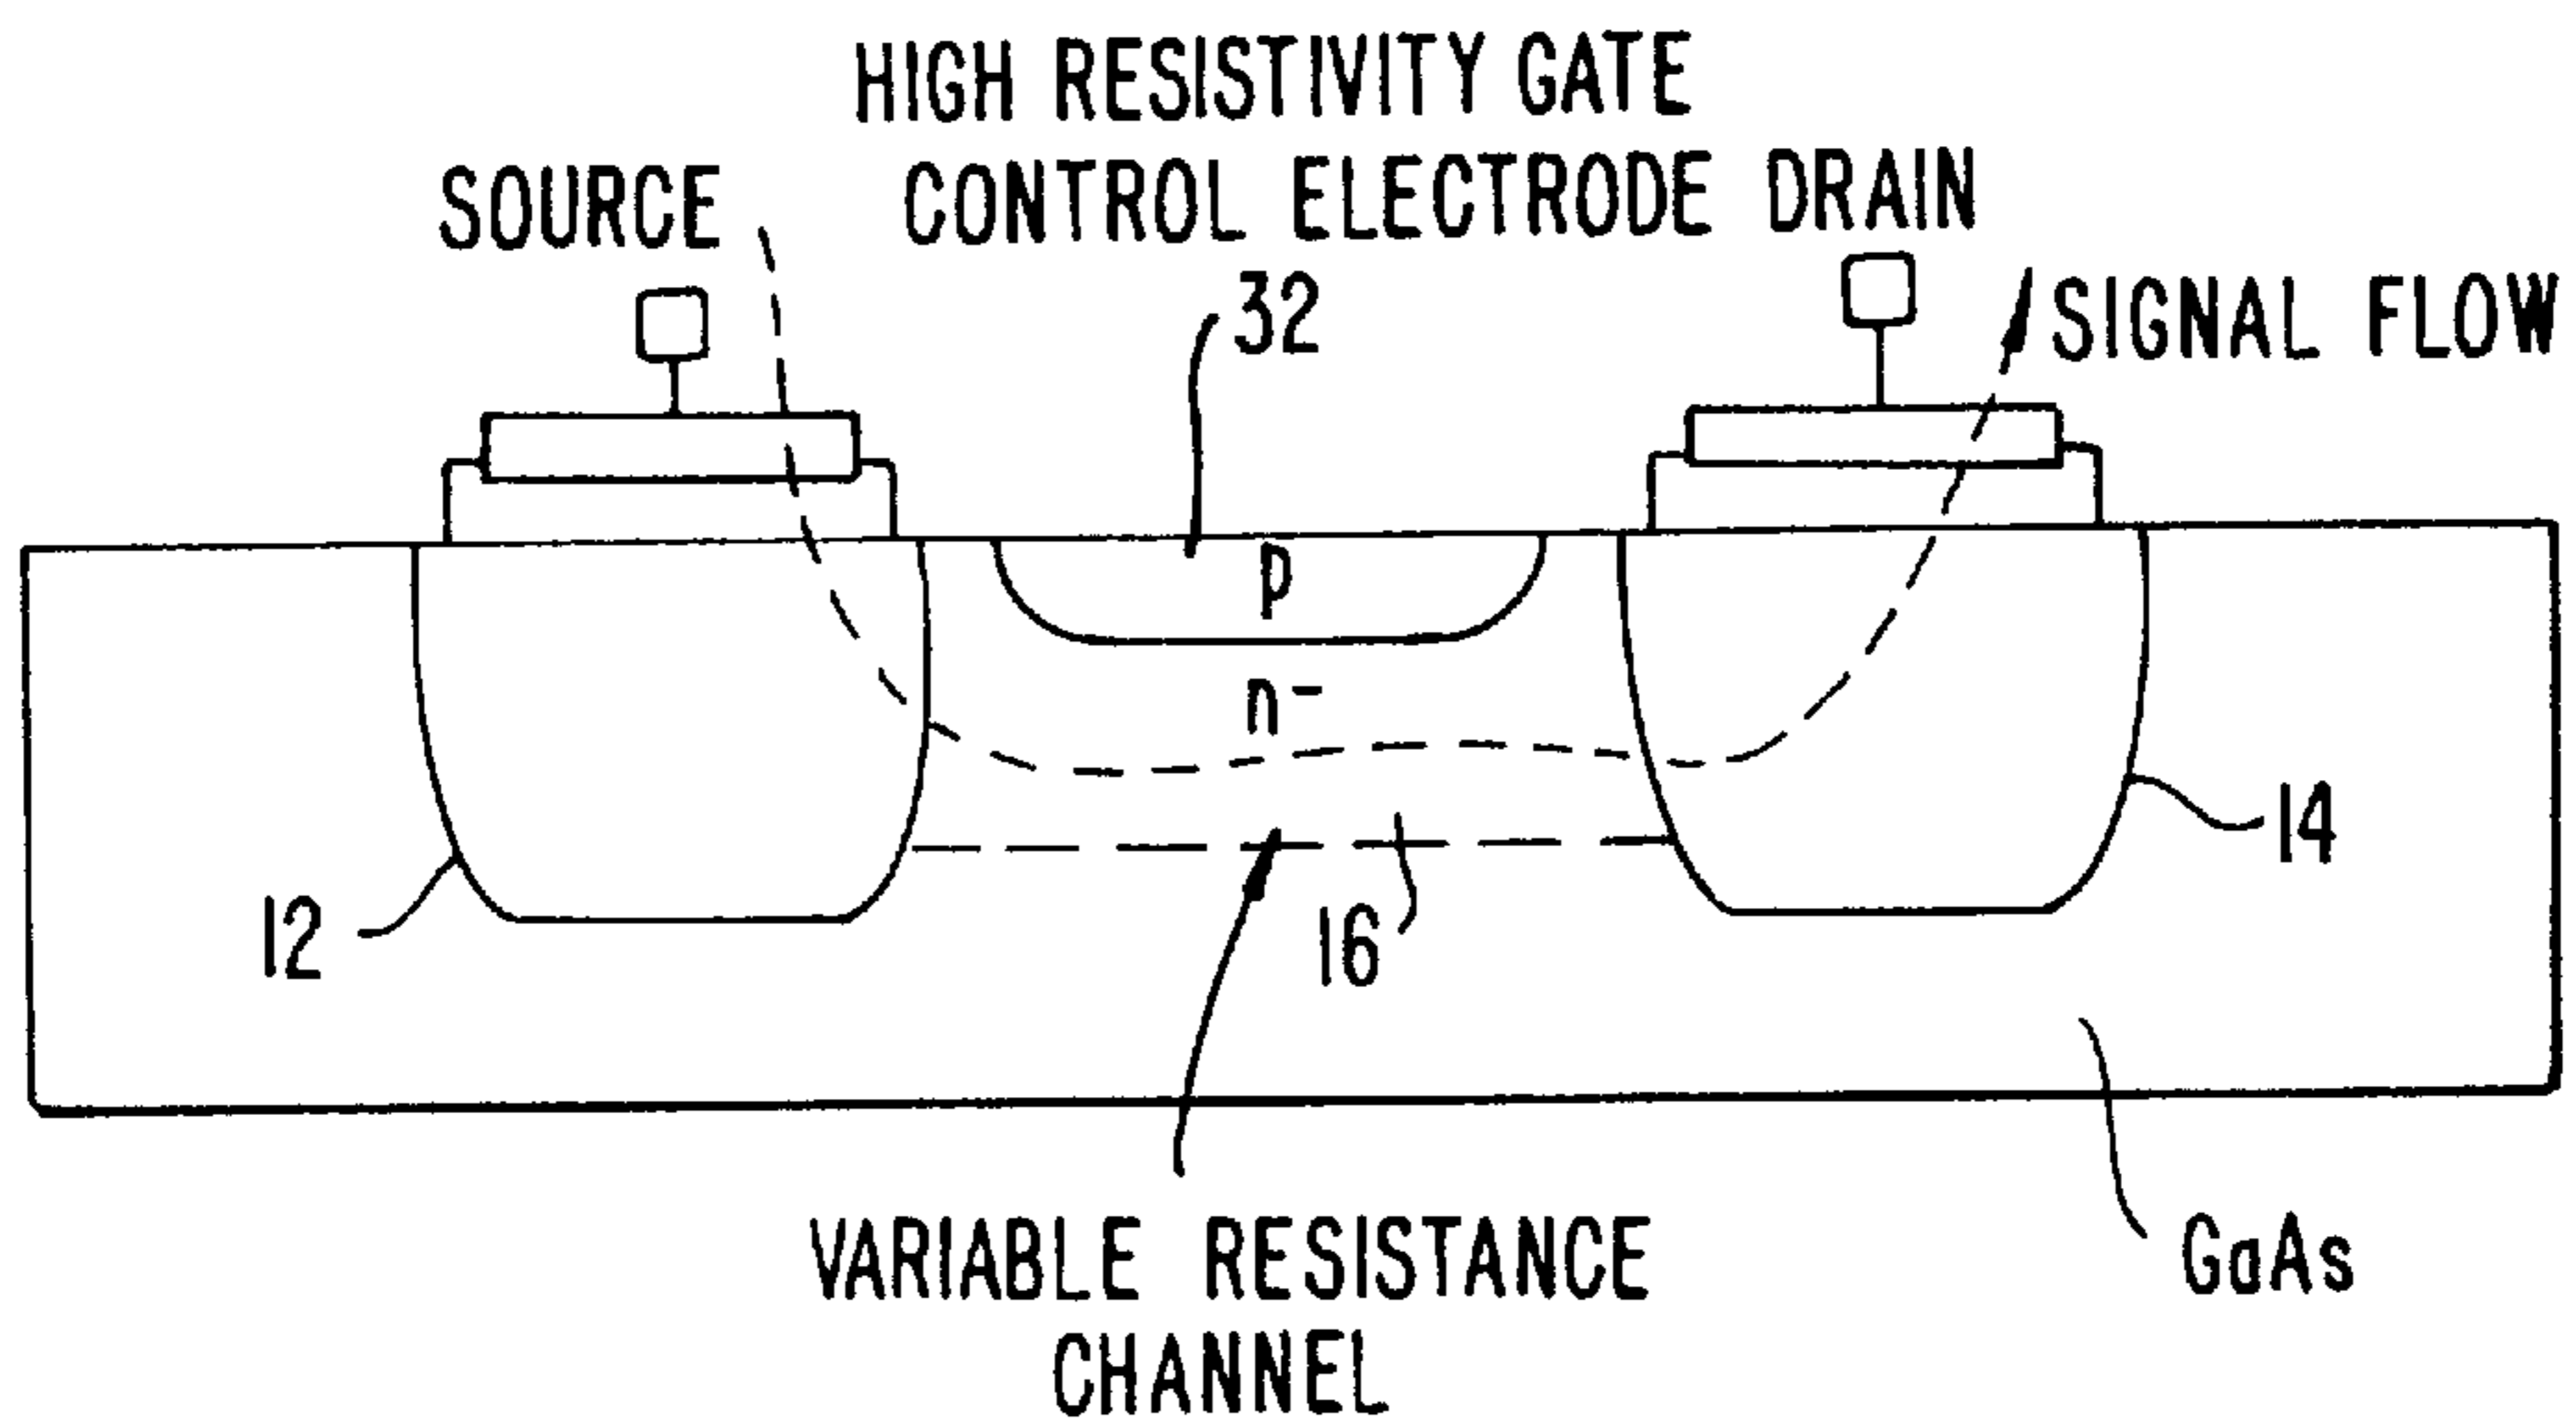 HIGH RESISTIVITY GATE
SOURCE
CONTROL ELECTRODE
DRAIN
32
SIGNAL FLOW
p
n-
14
12
16
VARIABLE RESISTANCE
CHANNEL
GaAs